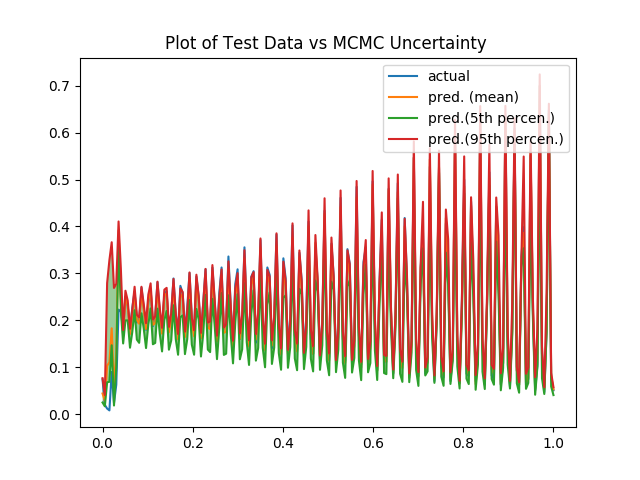 Plot of Test Data vs MCMC Uncertainty
actual
pred. (mean)
pred.(5th percen.)
pred.(95th percen.)
0.7
0.6
0.5
0.4
0.3
0.2
0.1
0.0
0.0 0.2 0.4 0.6 0.8 1.0